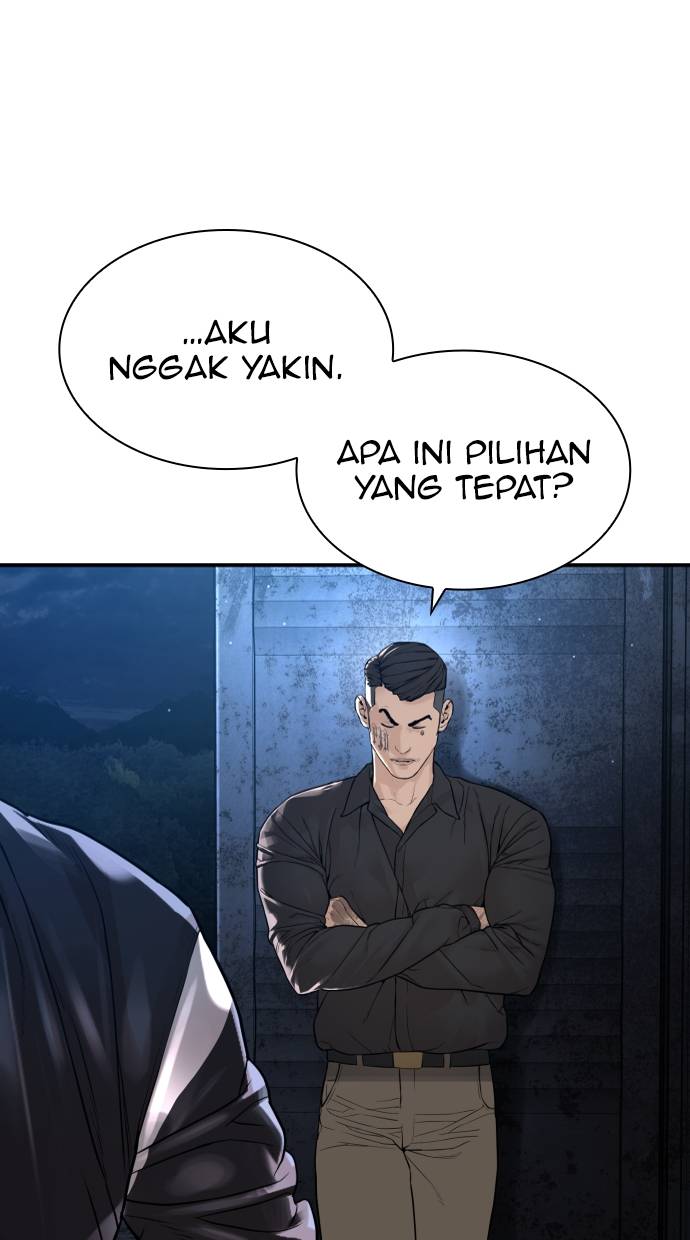 ...AKU
NGGAK YAKIN.
APA INI PILIHAN
YANG TEPAT?